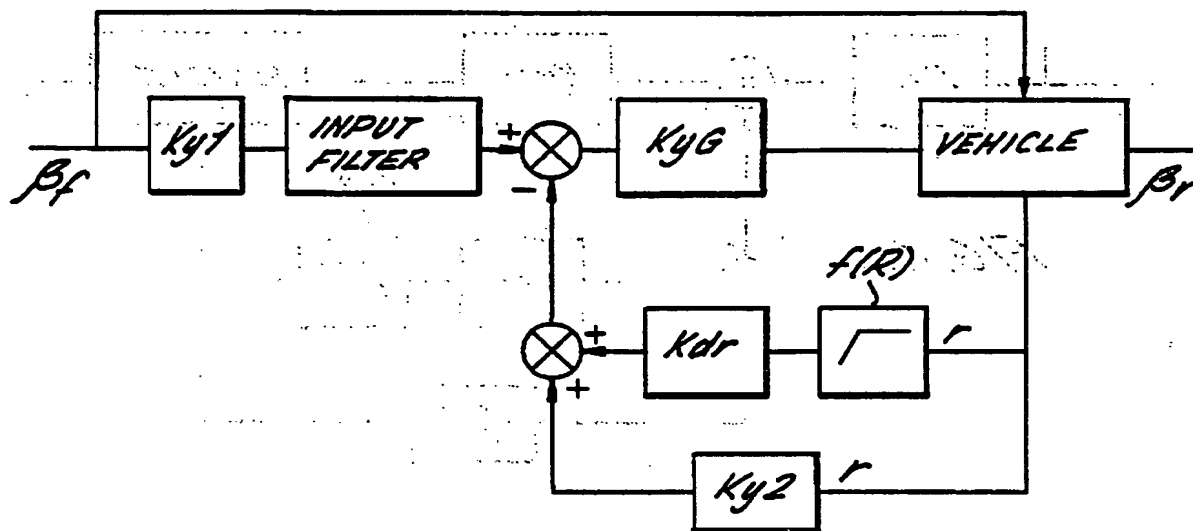 Ky1
INPUT
FILTER
+
-
KyG
VEHICLE
βf
βr
f(R)
+
Kdr
r
+
Ky2
r